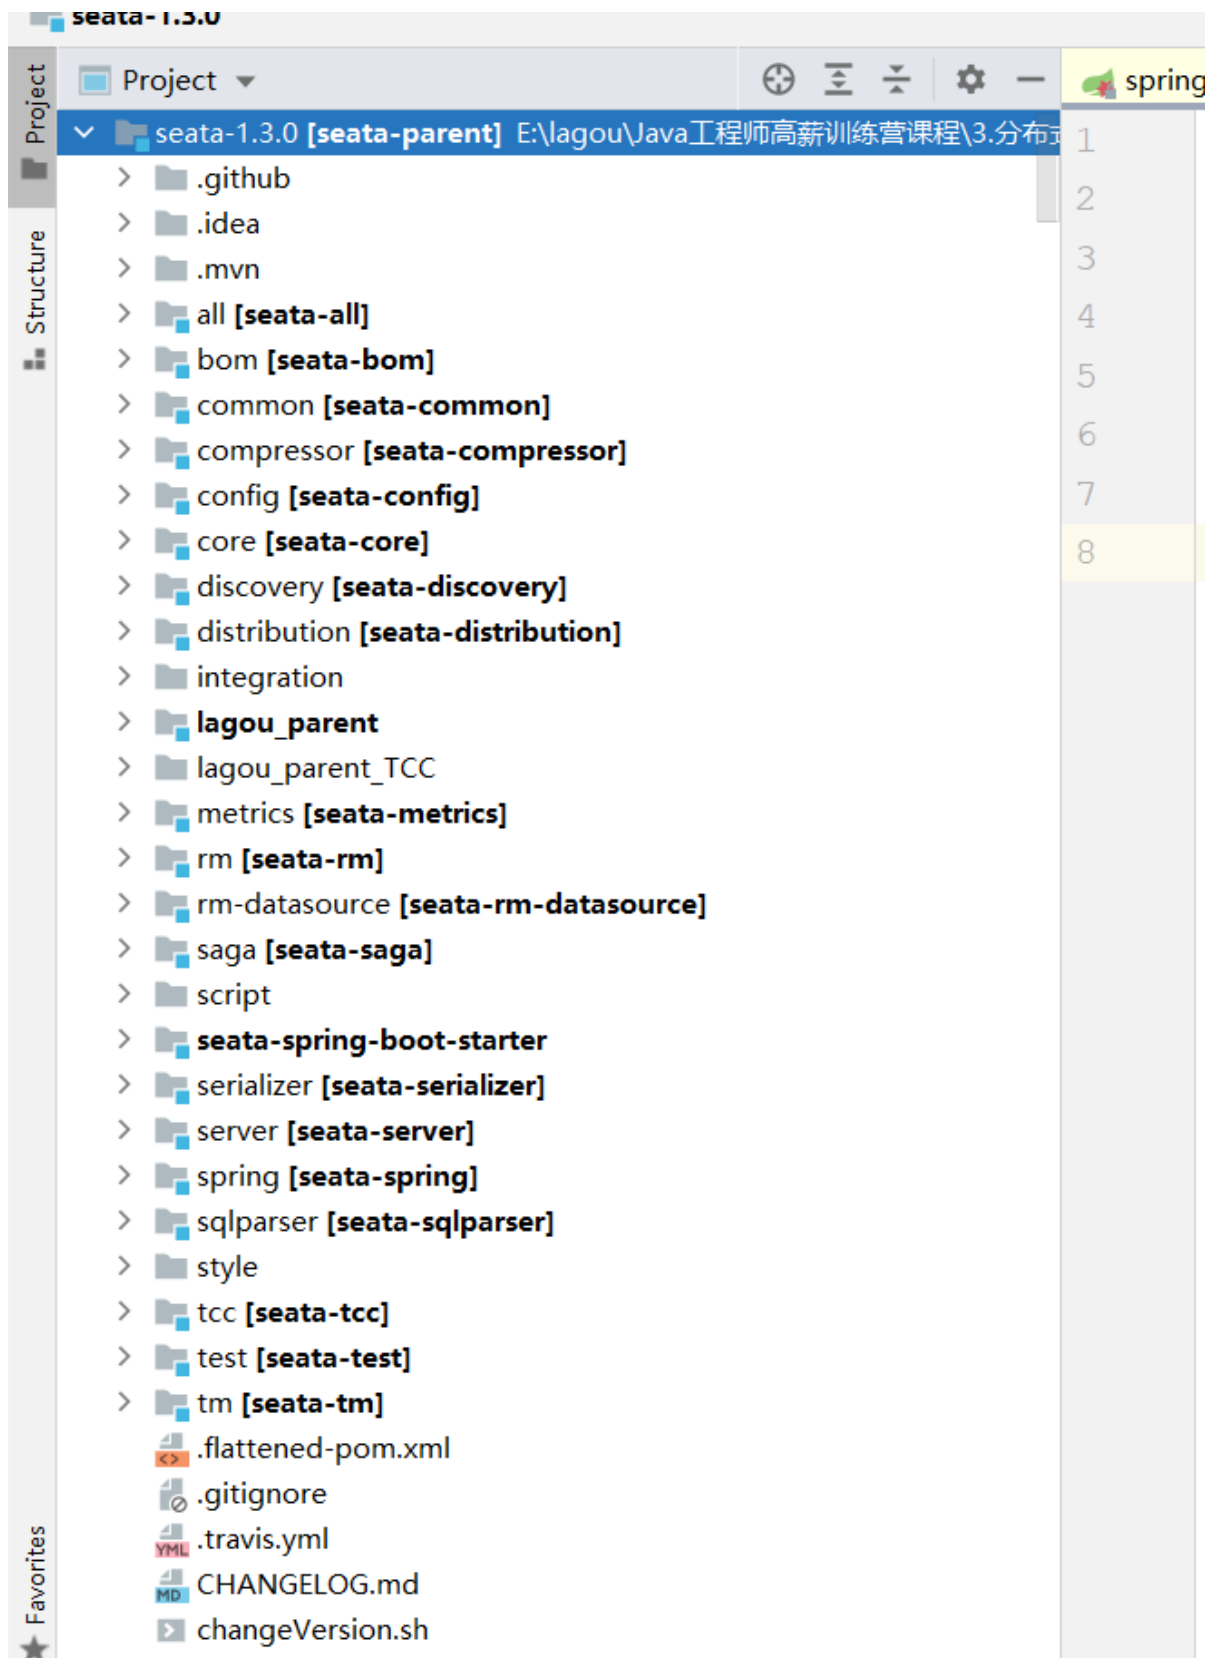 seata-1.3.0
Project
seata-1.3.0 [seata-parent] E:\lagou\Java工程师高薪训练营课程\3.分布式
.github
.idea
.mvn
all [seata-all]
bom [seata-bom]
common [seata-common]
compressor [seata-compressor]
config [seata-config]
core [seata-core]
discovery [seata-discovery]
distribution [seata-distribution]
integration
lagou_parent
lagou_parent_TCC
metrics [seata-metrics]
rm [seata-rm]
rm-datasource [seata-rm-datasource]
saga [seata-saga]
script
seata-spring-boot-starter
serializer [seata-serializer]
server [seata-server]
spring [seata-spring]
sqlparser [seata-sqlparser]
style
tcc [seata-tcc]
test [seata-test]
tm [seata-tm]
.flattened-pom.xml
.gitignore
YML .travis.yml
MD CHANGELOG.md
changeVersion.sh
Project
Structure
Favorites
spring
1
2
3
4
5
6
7
8